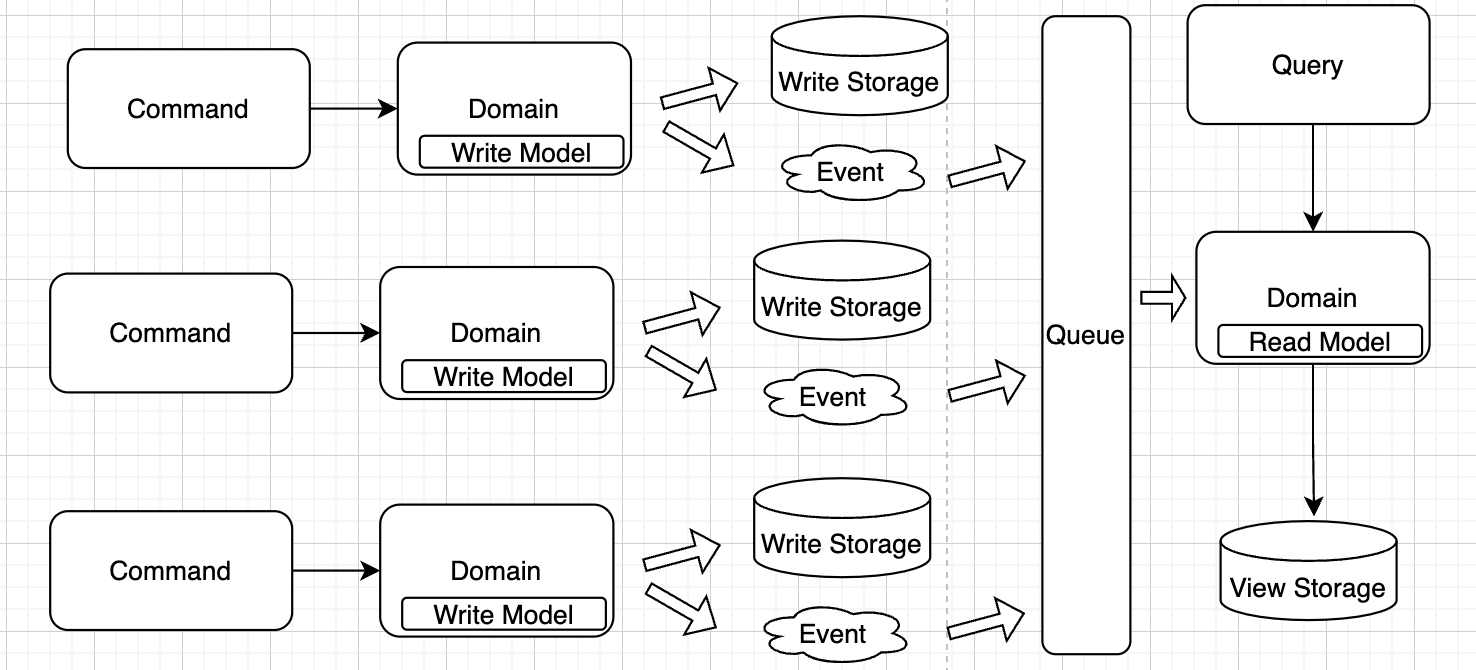 Command
Domain
Write Model
Write Storage
Event
Command
Domain
Write Model
Write Storage
Event
Command
Domain
Write Model
Write Storage
Event
Queue
Query
Domain
Read Model
View Storage